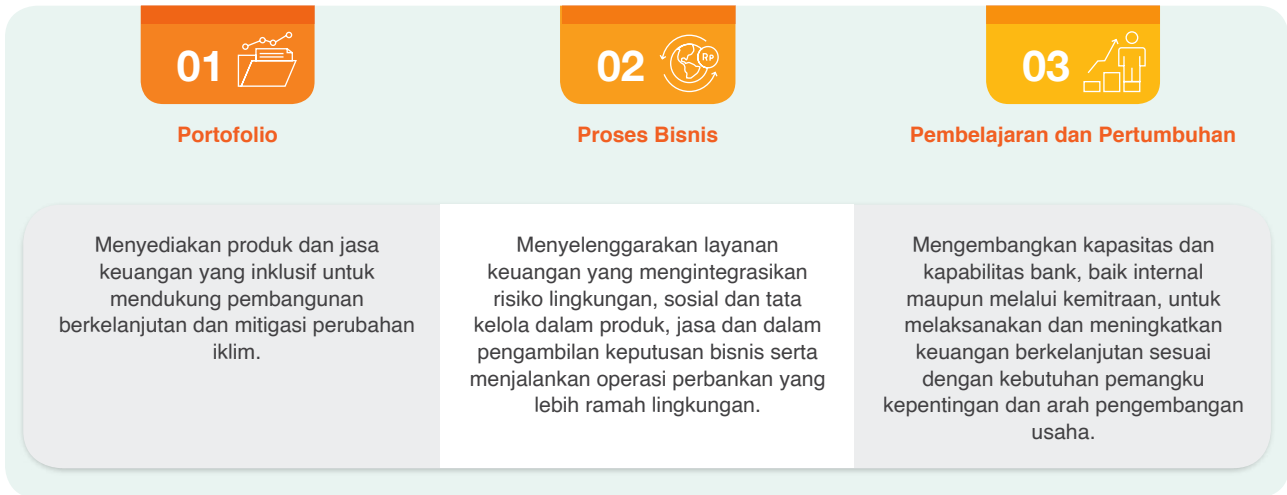 01
Portofolio
Menyediakan produk dan jasa
keuangan yang inklusif untuk
mendukung pembangunan
berkelanjutan dan mitigasi perubahan
iklim.
02
Rp
Proses Bisnis
Menyelenggarakan layanan
keuangan yang mengintegrasikan
risiko lingkungan, sosial dan tata
kelola dalam produk, jasa dan dalam
pengambilan keputusan bisnis serta
menjalankan operasi perbankan yang
lebih ramah lingkungan.
03
Pembelajaran dan Pertumbuhan
Mengembangkan kapasitas dan
kapabilitas bank, baik internal
maupun melalui kemitraan, untuk
melaksanakan dan meningkatkan
keuangan berkelanjutan sesuai
dengan kebutuhan pemangku
kepentingan dan arah pengembangan
usaha.